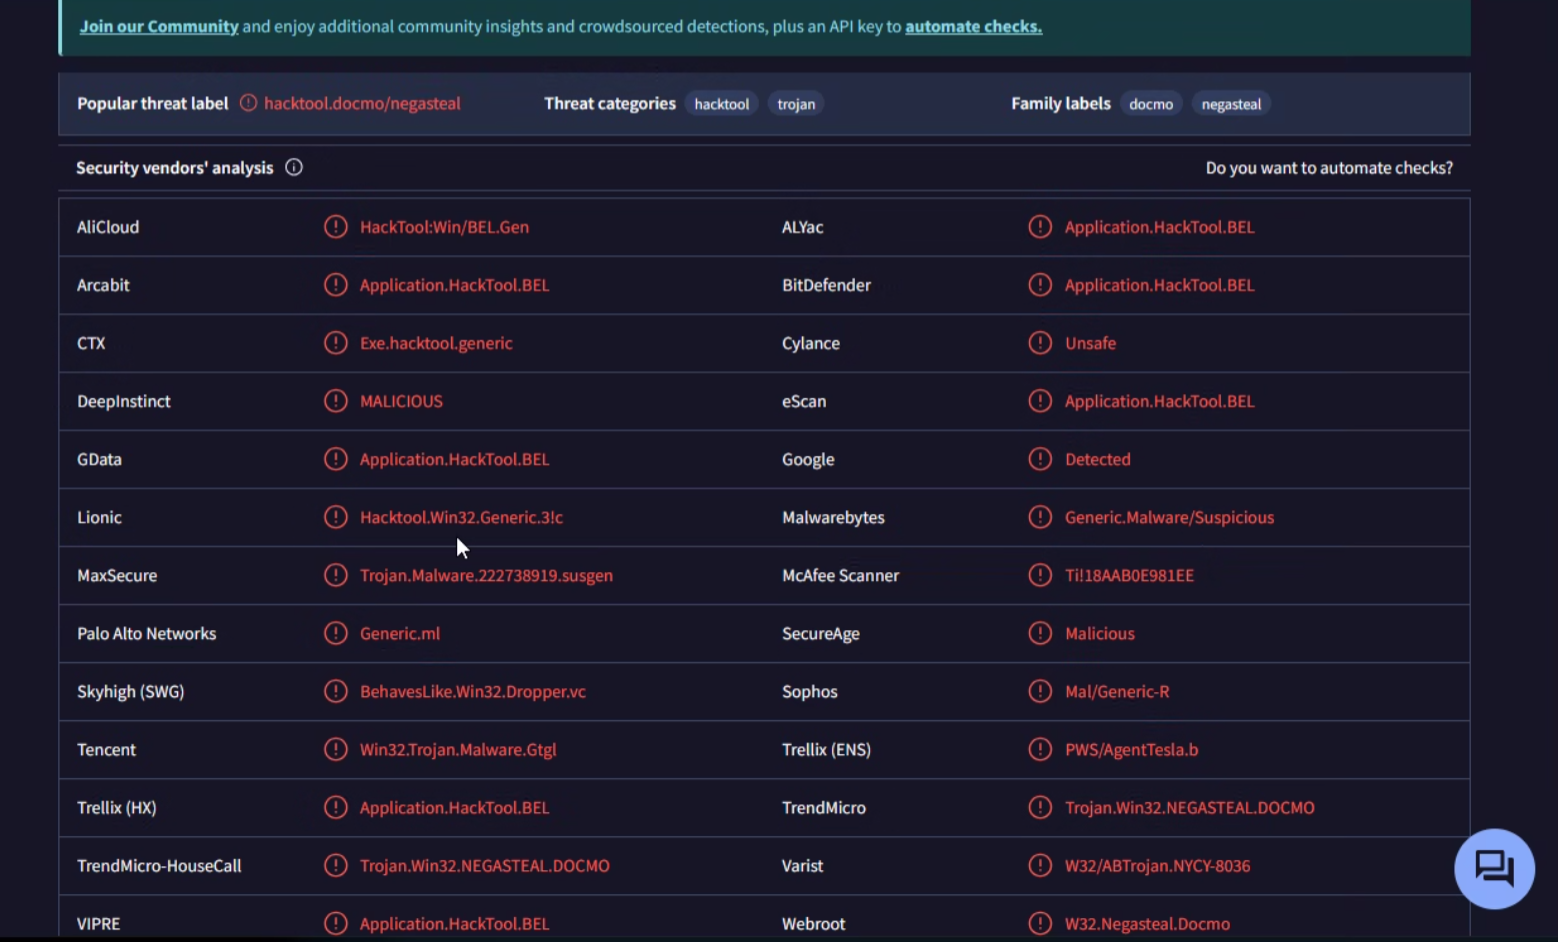 Join our Community and enjoy additional community insights and crowdsourced detections, plus an API key to automate checks.
Popular threat label hacktool.docmo/negasteal Threat categories hacktool trojan Family labels docmo negasteal
Security vendors' analysis Do you want to automate checks?
AliCloud HackTool:Win/BEL.Gen ALYac Application.HackTool.BEL
Arcabit Application.HackTool.BEL BitDefender Application.HackTool.BEL
CTX Exe.hacktool.generic Cylance Unsafe
DeepInstinct MALICIOUS eScan Application.HackTool.BEL
GData Application.HackTool.BEL Google Detected
Lionic Hacktool.Win32.Generic.3!c Malwarebytes Generic.Malware/Suspicious
MaxSecure Trojan.Malware.222738919.susgen McAfee Scanner Ti!18AAB0E981EE
Palo Alto Networks Generic.ml SecureAge Malicious
Skyhigh (SWG) BehavesLike.Win32.Dropper.vc Sophos Mal/Generic-R
Tencent Win32.Trojan.Malware.Gtgl Trellix (ENS) PWS/AgentTesla.b
Trellix (HX) Application.HackTool.BEL TrendMicro Trojan.Win32.NEGASTEAL.DOCMO
TrendMicro-HouseCall Trojan.Win32.NEGASTEAL.DOCMO Varist W32/ABTrojan.NYCY-8036
VIPRE Application.HackTool.BEL Webroot W32.Negasteal.Docmo